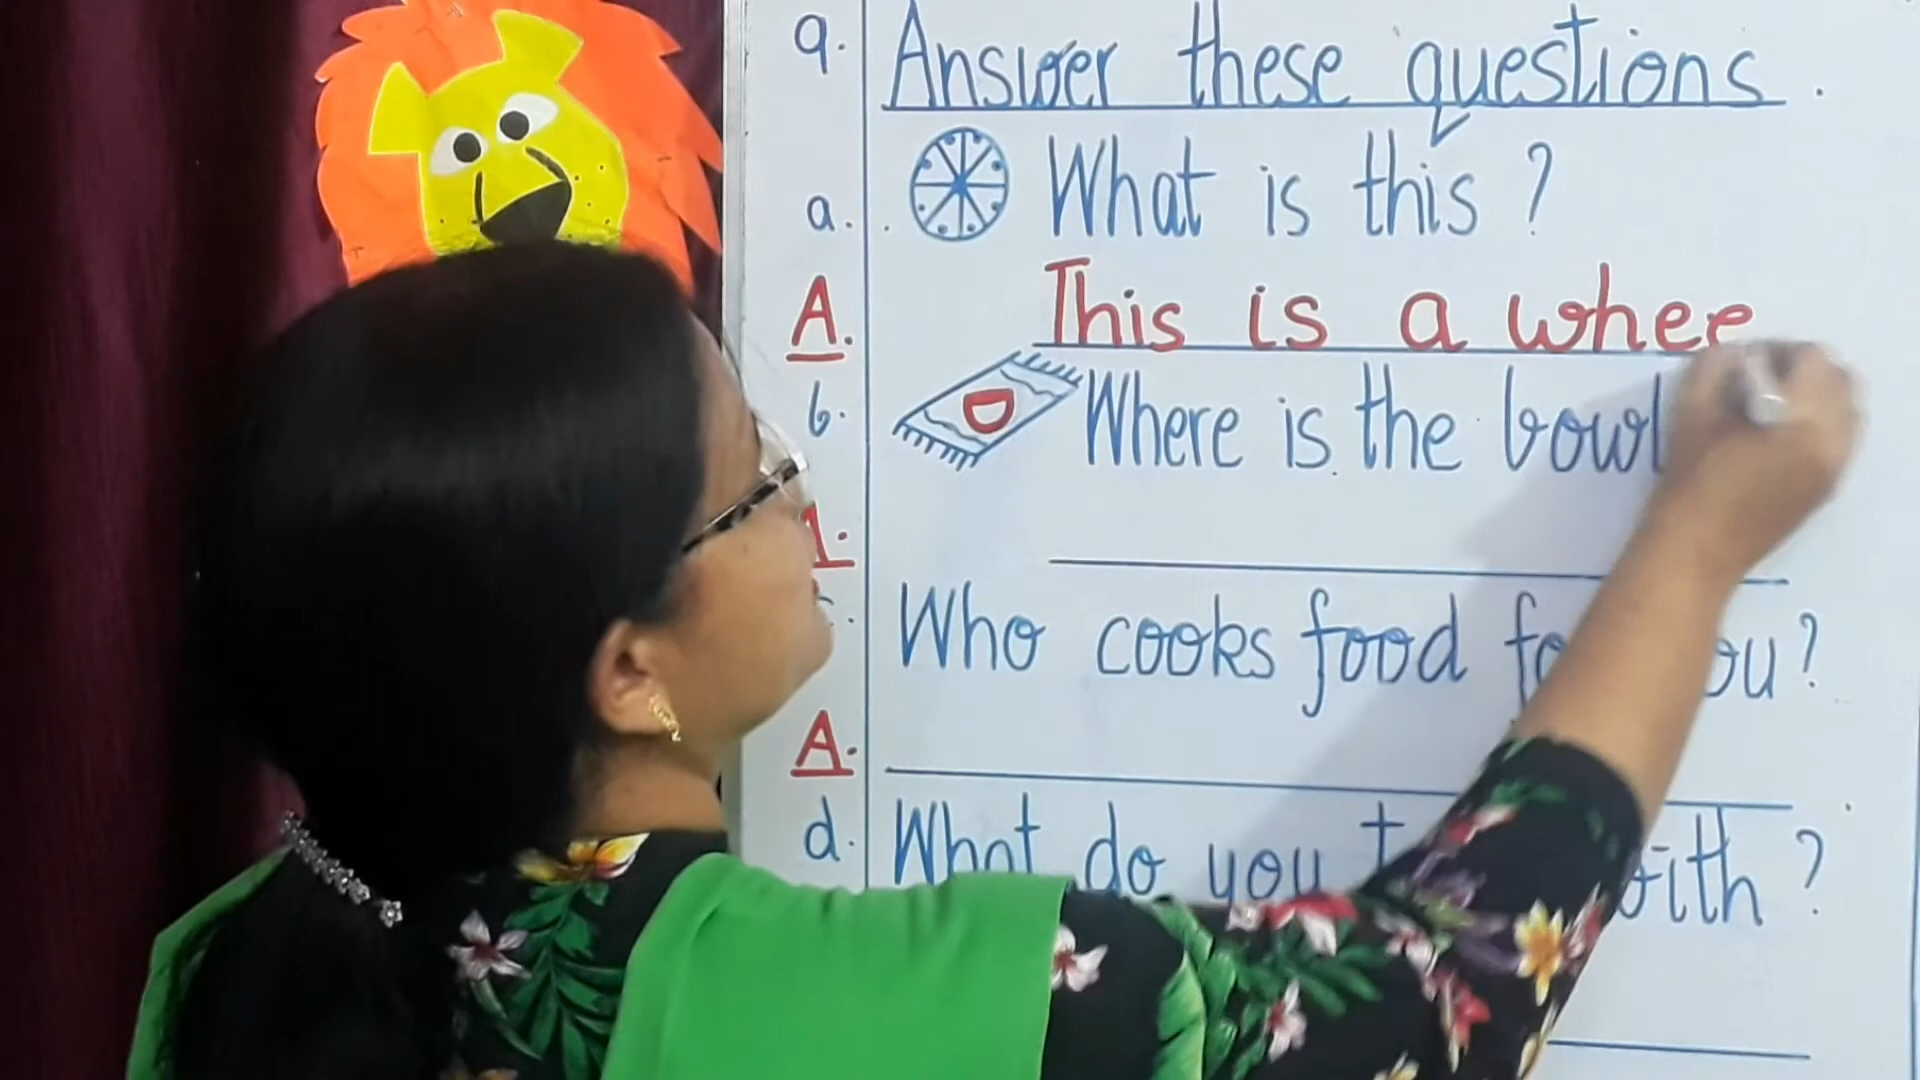 9. Answer these questions.
a. What is this?
A. This is a whee
b. Where is the bowl
Who cooks food ?
A.
d. What do you ?